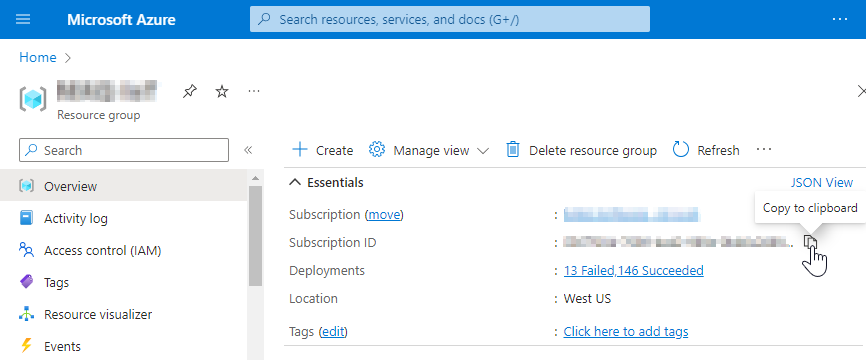 Microsoft Azure
Search resources, services, and docs (G+/)
Home
Resource group
Search
Create
Manage view
Delete resource group
Refresh
Overview
Essentials
JSON View
Activity log
Subscription (move) :
Copy to clipboard
Access control (IAM)
Subscription ID :
Deployments : 13 Failed,146 Succeeded
Tags
Location : West US
Resource visualizer
Tags (edit) : Click here to add tags
Events